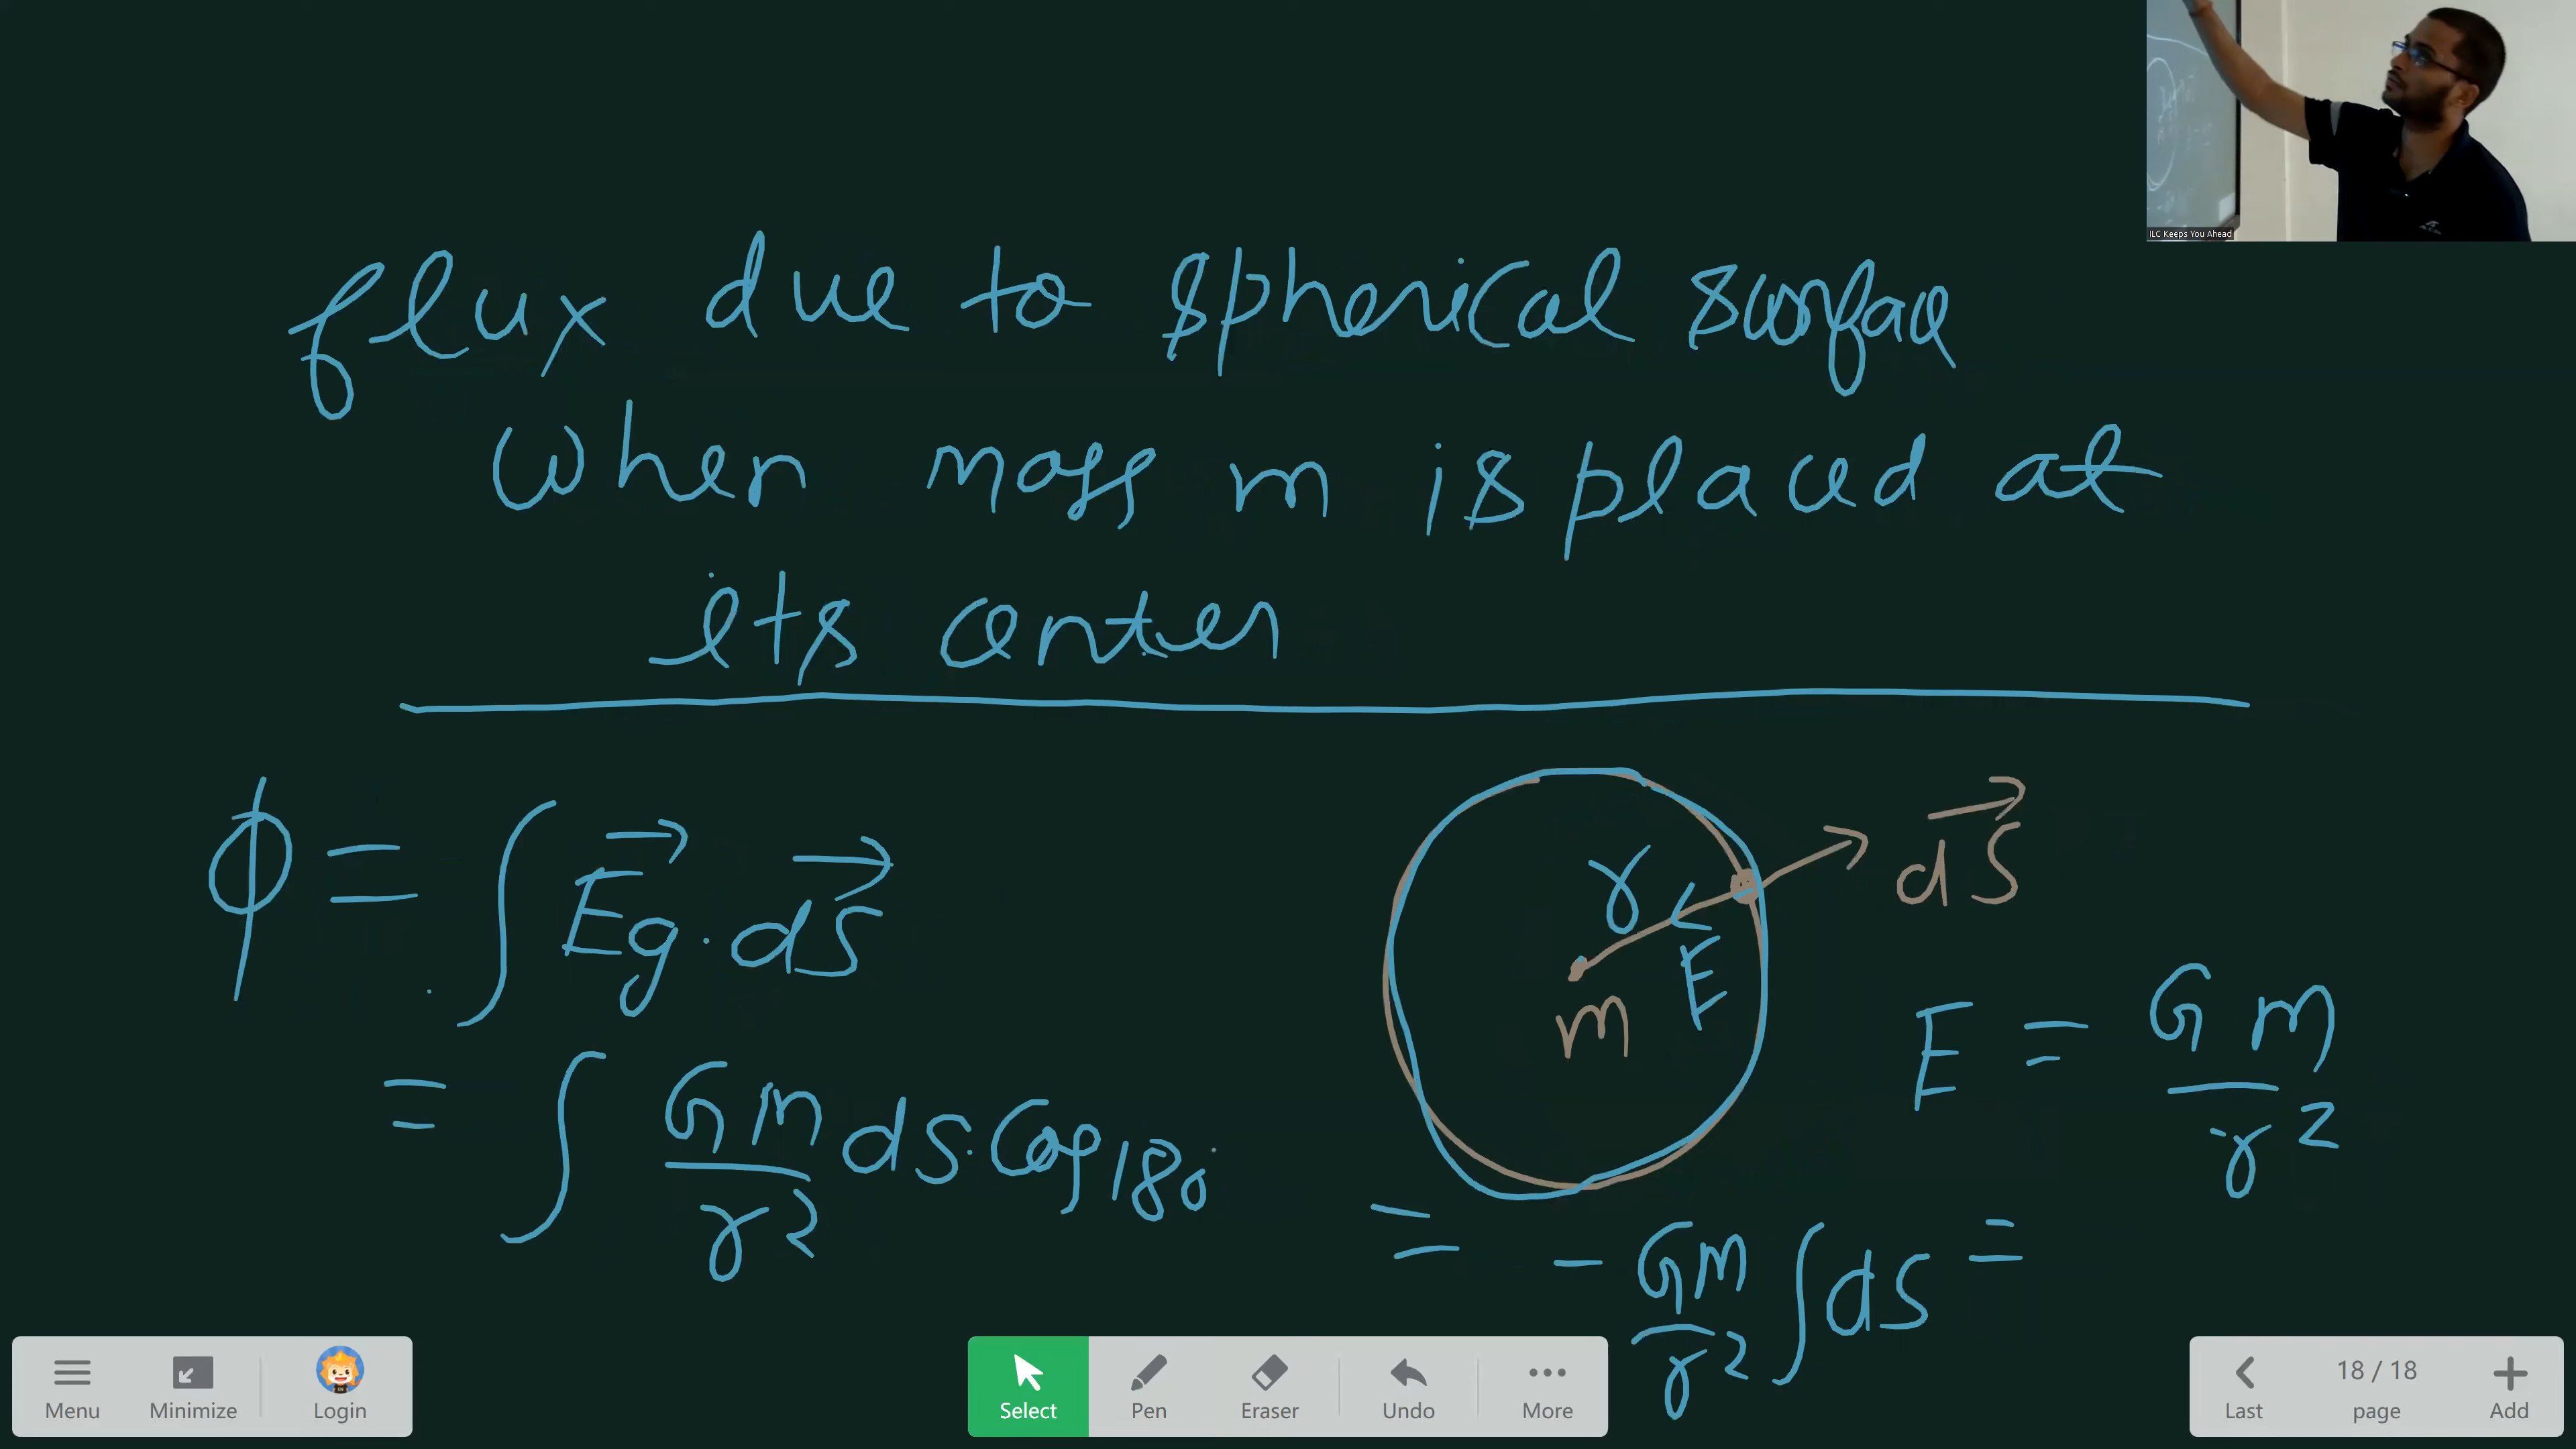 ILC Keeps You Ahead
flux due to spherical surface
when mass m is placed at
its center
ϕ = ∫ E⃗g . dS⃗
= ∫ Gm/r² ds. Cos 180
r
E
m
dS⃗
E = Gm/r²
= - Gm/r² ∫ ds =
Menu Minimize Login Select Pen Eraser Undo More Last 18 / 18 page Add